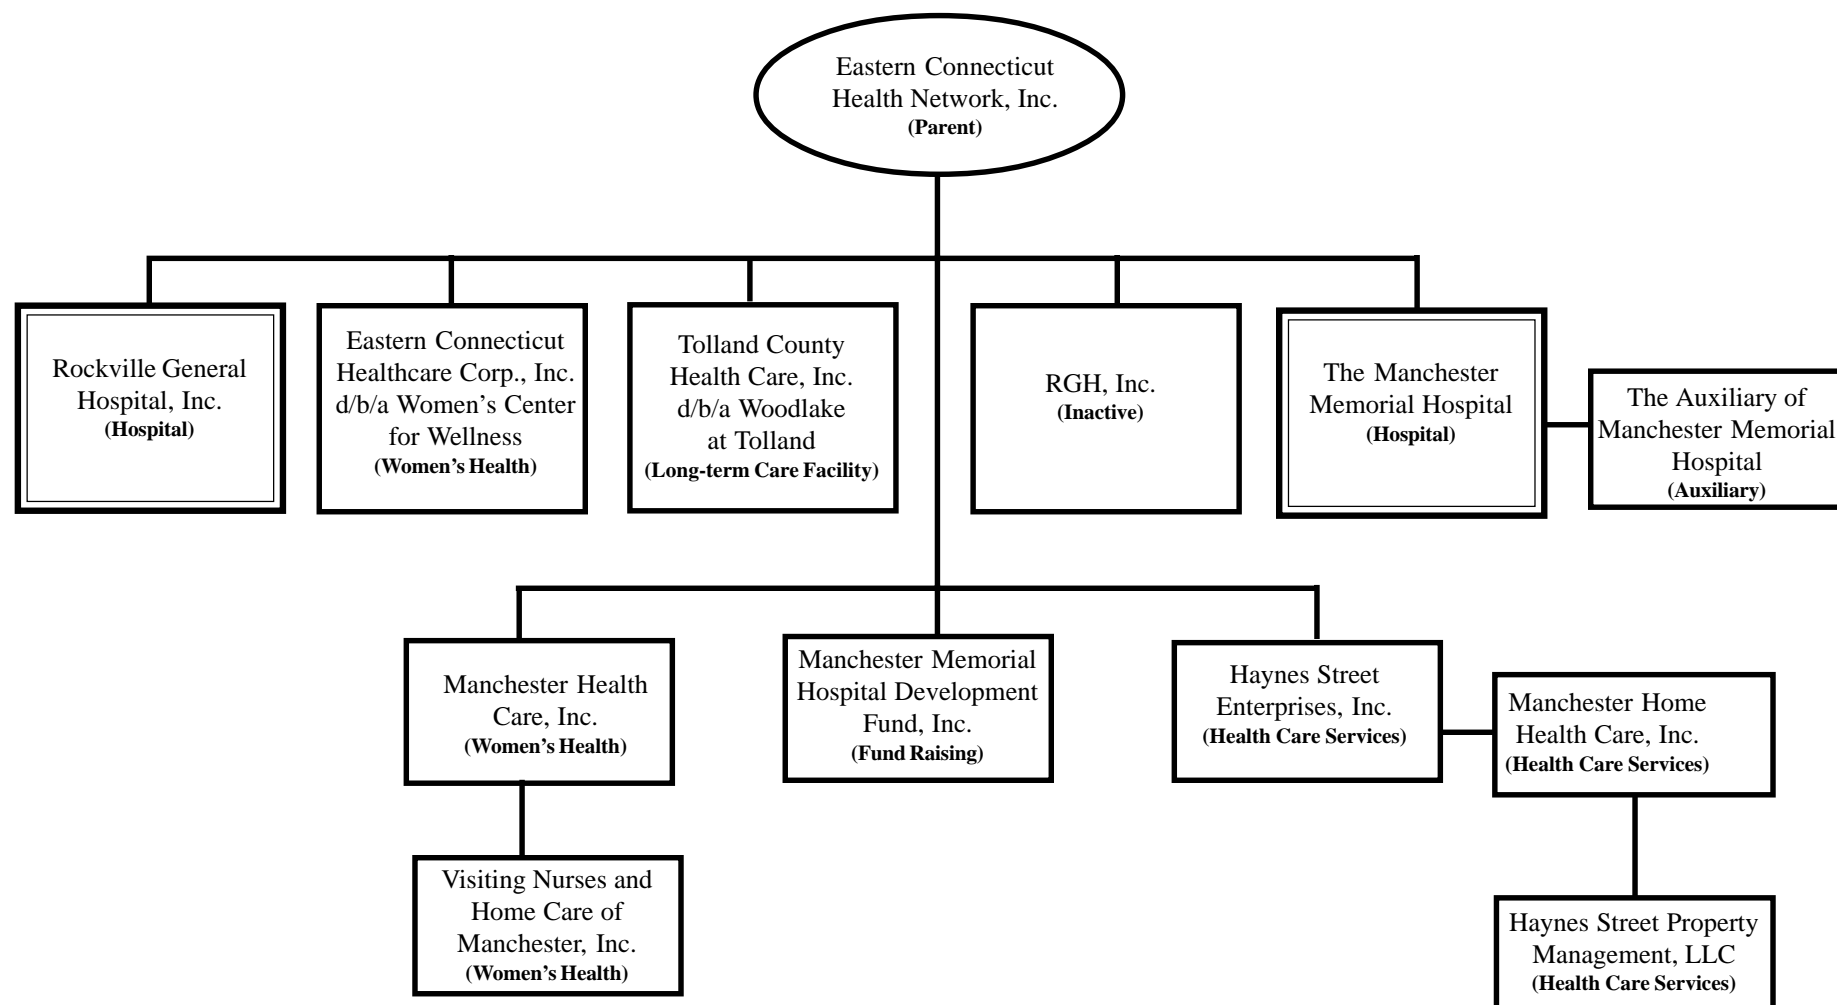 Eastern Connecticut
Health Network, Inc.
(Parent)
Rockville General
Hospital, Inc.
(Hospital)
Eastern Connecticut
Healthcare Corp., Inc.
d/b/a Women’s Center
for Wellness
(Women’s Health)
Tolland County
Health Care, Inc.
d/b/a Woodlake
at Tolland
(Long-term Care Facility)
RGH, Inc.
(Inactive)
The Manchester
Memorial Hospital
(Hospital)
The Auxiliary of
Manchester Memorial
Hospital
(Auxiliary)
Manchester Health
Care, Inc.
(Women’s Health)
Manchester Memorial
Hospital Development
Fund, Inc.
(Fund Raising)
Haynes Street
Enterprises, Inc.
(Health Care Services)
Manchester Home
Health Care, Inc.
(Health Care Services)
Visiting Nurses and
Home Care of
Manchester, Inc.
(Women’s Health)
Haynes Street Property
Management, LLC
(Health Care Services)